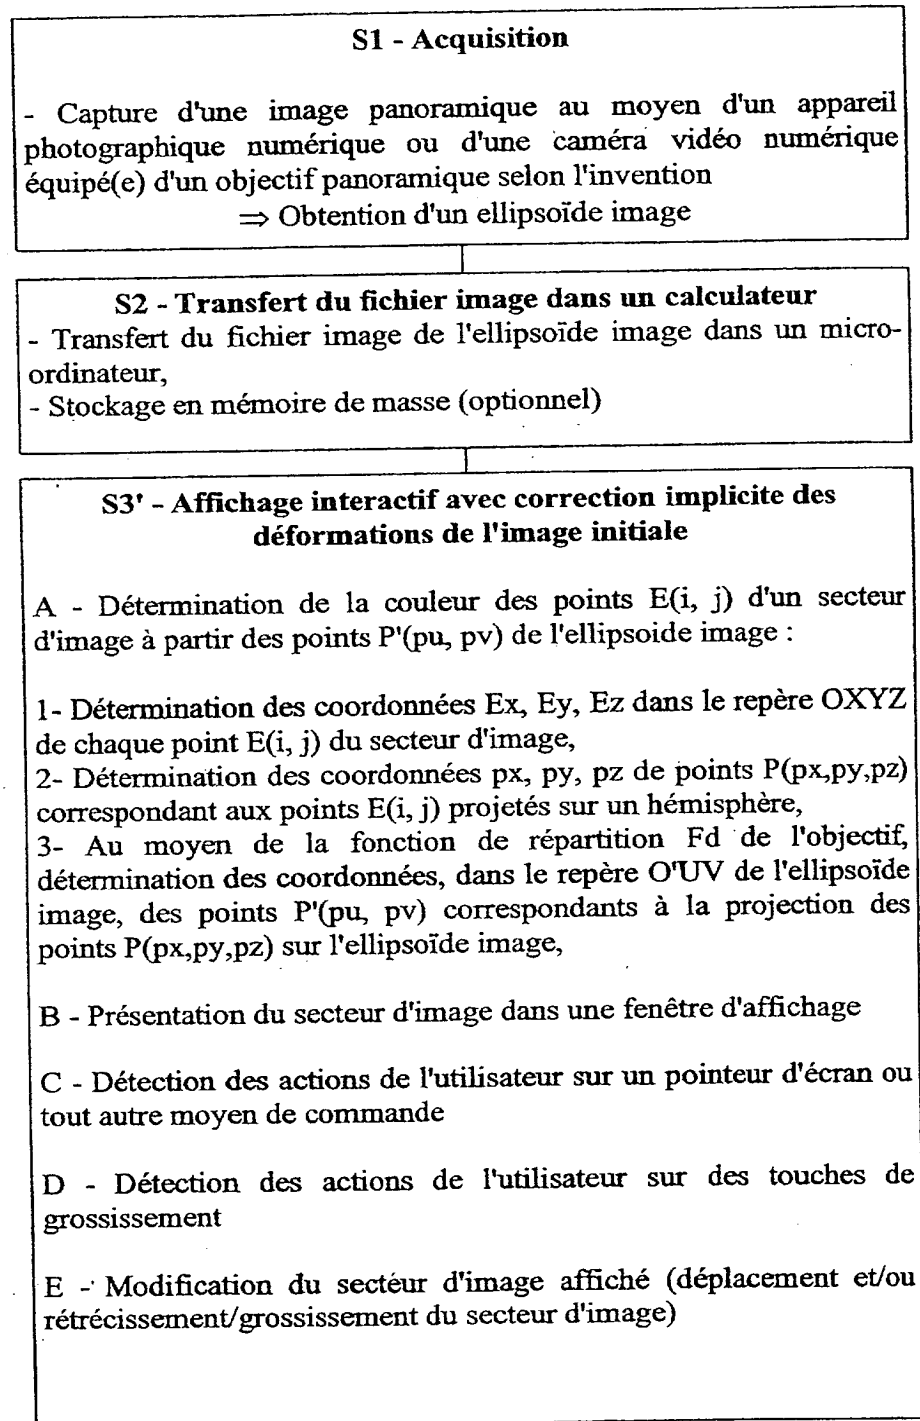 S1 - Acquisition
- Capture d'une image panoramique au moyen d'un appareil
photographique numérique ou d'une caméra vidéo numérique
équipé(e) d'un objectif panoramique selon l'invention
⇒ Obtention d'un ellipsoïde image
S2 - Transfert du fichier image dans un calculateur
- Transfert du fichier image de l'ellipsoïde image dans un micro-
ordinateur,
- Stockage en mémoire de masse (optionnel)
S3' - Affichage interactif avec correction implicite des
déformations de l'image initiale
A - Détermination de la couleur des points E(i, j) d'un secteur
d'image à partir des points P'(pu, pv) de l'ellipsoide image :
1- Détermination des coordonnées Ex, Ey, Ez dans le repère OXYZ
de chaque point E(i, j) du secteur d'image,
2- Détermination des coordonnées px, py, pz de points P(px,py,pz)
correspondant aux points E(i, j) projetés sur un hémisphère,
3- Au moyen de la fonction de répartition Fd de l'objectif,
détermination des coordonnées, dans le repère O'UV de l'ellipsoïde
image, des points P'(pu, pv) correspondants à la projection des
points P(px,py,pz) sur l'ellipsoïde image,
B - Présentation du secteur d'image dans une fenêtre d'affichage
C - Détection des actions de l'utilisateur sur un pointeur d'écran ou
tout autre moyen de commande
D - Détection des actions de l'utilisateur sur des touches de
grossissement
E - Modification du secteur d'image affiché (déplacement et/ou
rétrécissement/grossissement du secteur d'image)